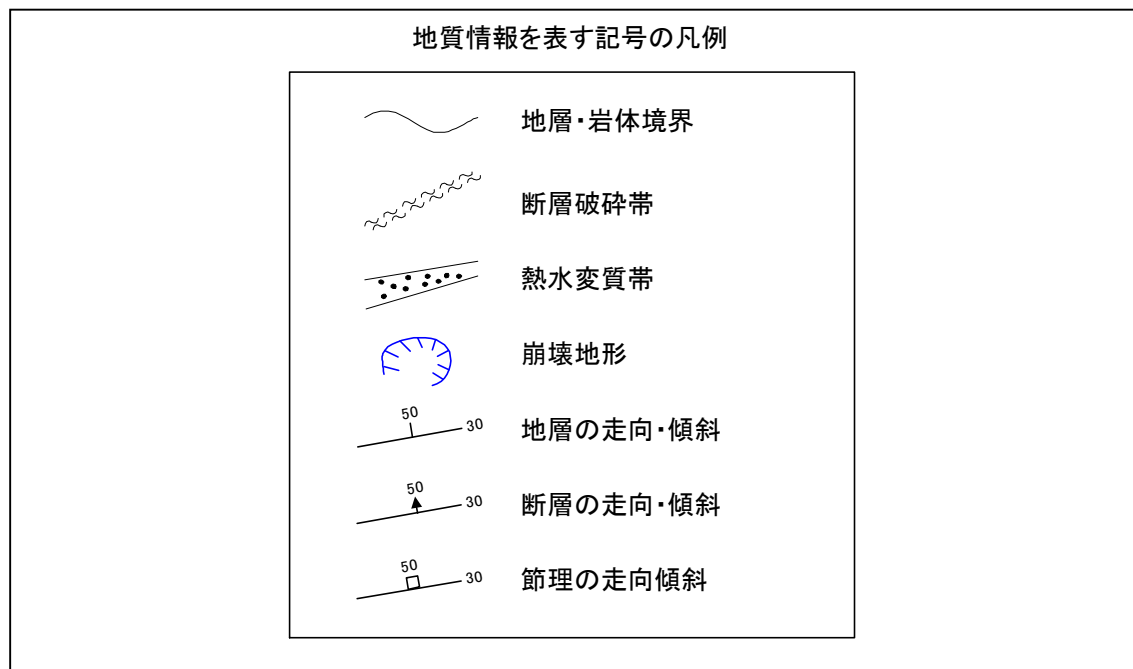 地質情報を表す記号の凡例
地層・岩体境界
断層破砕帯
熱水変質帯
崩壊地形
50
30
地層の走向・傾斜
50
30
断層の走向・傾斜
50
30
節理の走向傾斜